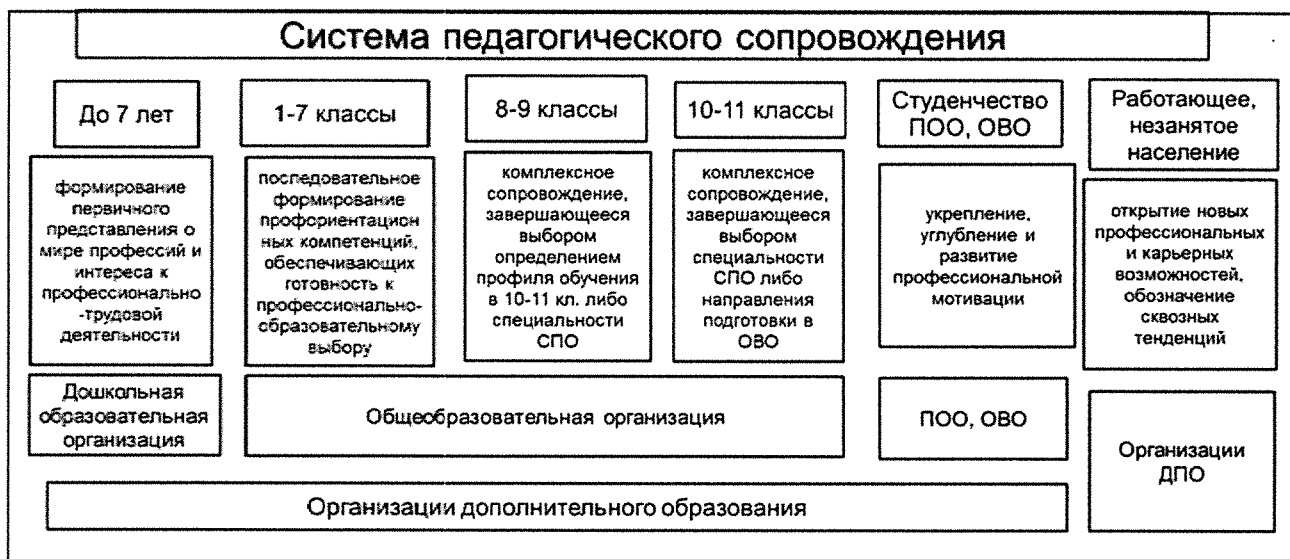 Система педагогического сопровождения
До 7 лет
1-7 классы
8-9 классы
10-11 классы
Студенчество
ПОО, ОВО
Работающее,
незанятое
население
формирование
первичного
представления о
мире профессий и
интереса к
профессионально
-трудовой
деятельности
последовательное
формирование
профориентацион
ных компетенций,
обеспечивающих
готовность к
профессионально-
образовательному
выбору
комплексное
сопровождение,
завершающееся
выбором
определением
профиля обучения
в 10-11 кл. либо
специальности
СПО
комплексное
сопровождение,
завершающееся
выбором
специальности
СПО либо
направления
подготовки в
ОВО
укрепление,
углубление и
развитие
профессиональной
мотивации
открытие новых
профессиональных
и карьерных
возможностей,
обозначение
сквозных
тенденций
Дошкольная
образовательная
организация
Общеобразовательная организация
ПОО, ОВО
Организации
ДПО
Организации дополнительного образования